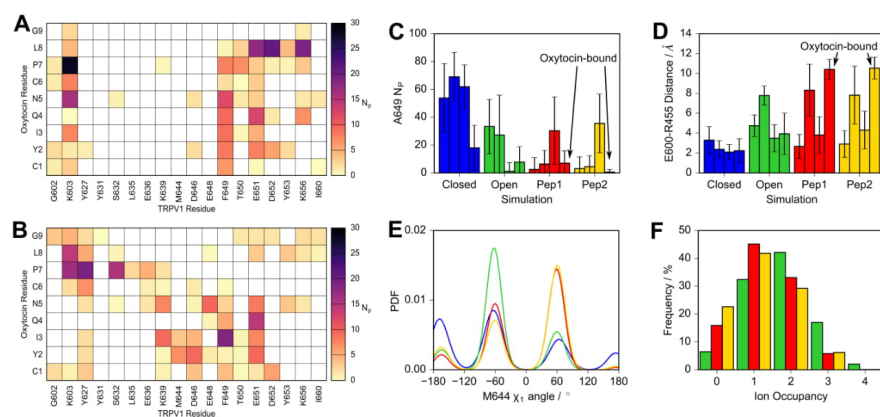 A
Oxytocin Residue
G9
L8
P7
C6
N5
Q4
I3
Y2
C1
G602 K603 Y627 Y631 S632 L635 E636 K639 M644 D646 E648 F649 T650 E651 D652 Y653 K656 I660
TRPV1 Residue
30
25
20
15
10
5
0
Np
B
Oxytocin Residue
G9
L8
P7
C6
N5
Q4
I3
Y2
C1
G602 K603 Y627 Y631 S632 L635 E636 K639 M644 D646 E648 F649 T650 E651 D652 Y653 K656 I660
TRPV1 Residue
30
25
20
15
10
5
0
Np
C
A649 NP
100
80
60
40
20
0
Oxytocin-bound
Closed Open Pep1 Pep2
Simulation
D
E600-R455 Distance / Å
14
12
10
8
6
4
2
0
Oxytocin-bound
Closed Open Pep1 Pep2
Simulation
E
PDF
0.02
0.01
0.00
−180 −120 −60 0 60 120 180
M644 χ1 angle / °
F
Frequency / %
50
40
30
20
10
0
0 1 2 3 4
Ion Occupancy